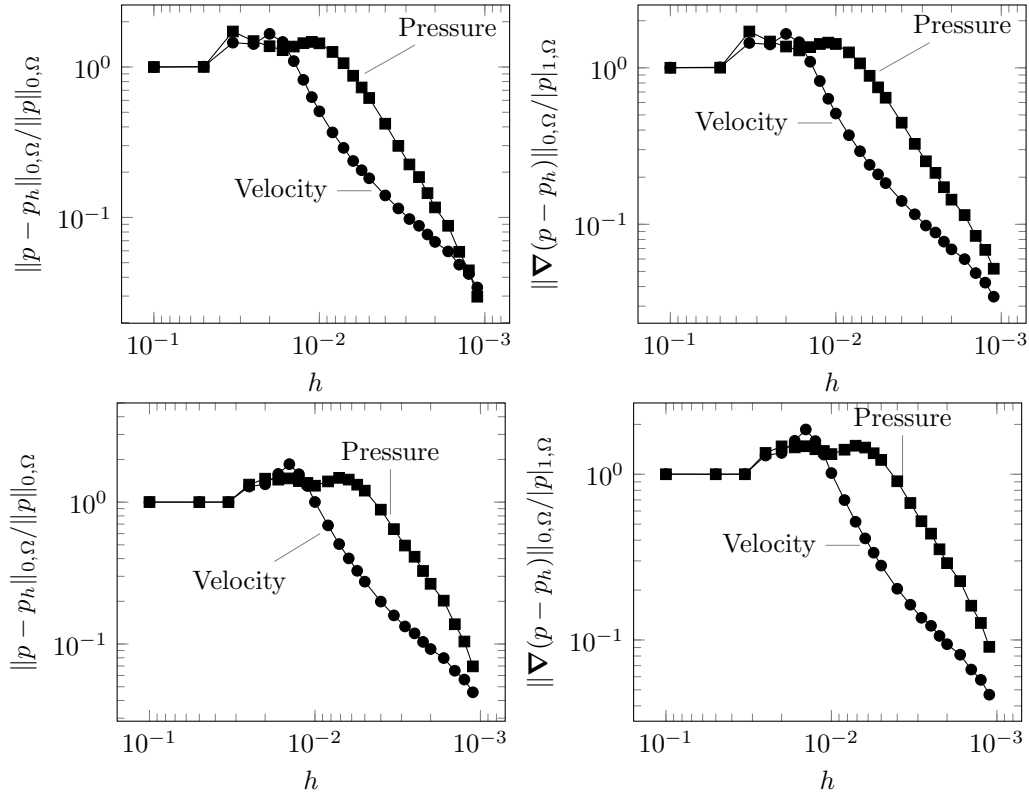 ‖p − p_h‖_{0,Ω}/‖p‖_{0,Ω}
10^0
10^{−1}
Pressure
Velocity
10^{−1}
10^{−2}
10^{−3}
h
‖∇(p − p_h)‖_{0,Ω}/|p|_{1,Ω}
10^0
10^{−1}
Pressure
Velocity
10^{−1}
10^{−2}
10^{−3}
h
‖p − p_h‖_{0,Ω}/‖p‖_{0,Ω}
10^0
10^{−1}
Pressure
Velocity
10^{−1}
10^{−2}
10^{−3}
h
‖∇(p − p_h)‖_{0,Ω}/|p|_{1,Ω}
10^0
10^{−1}
Pressure
Velocity
10^{−1}
10^{−2}
10^{−3}
h